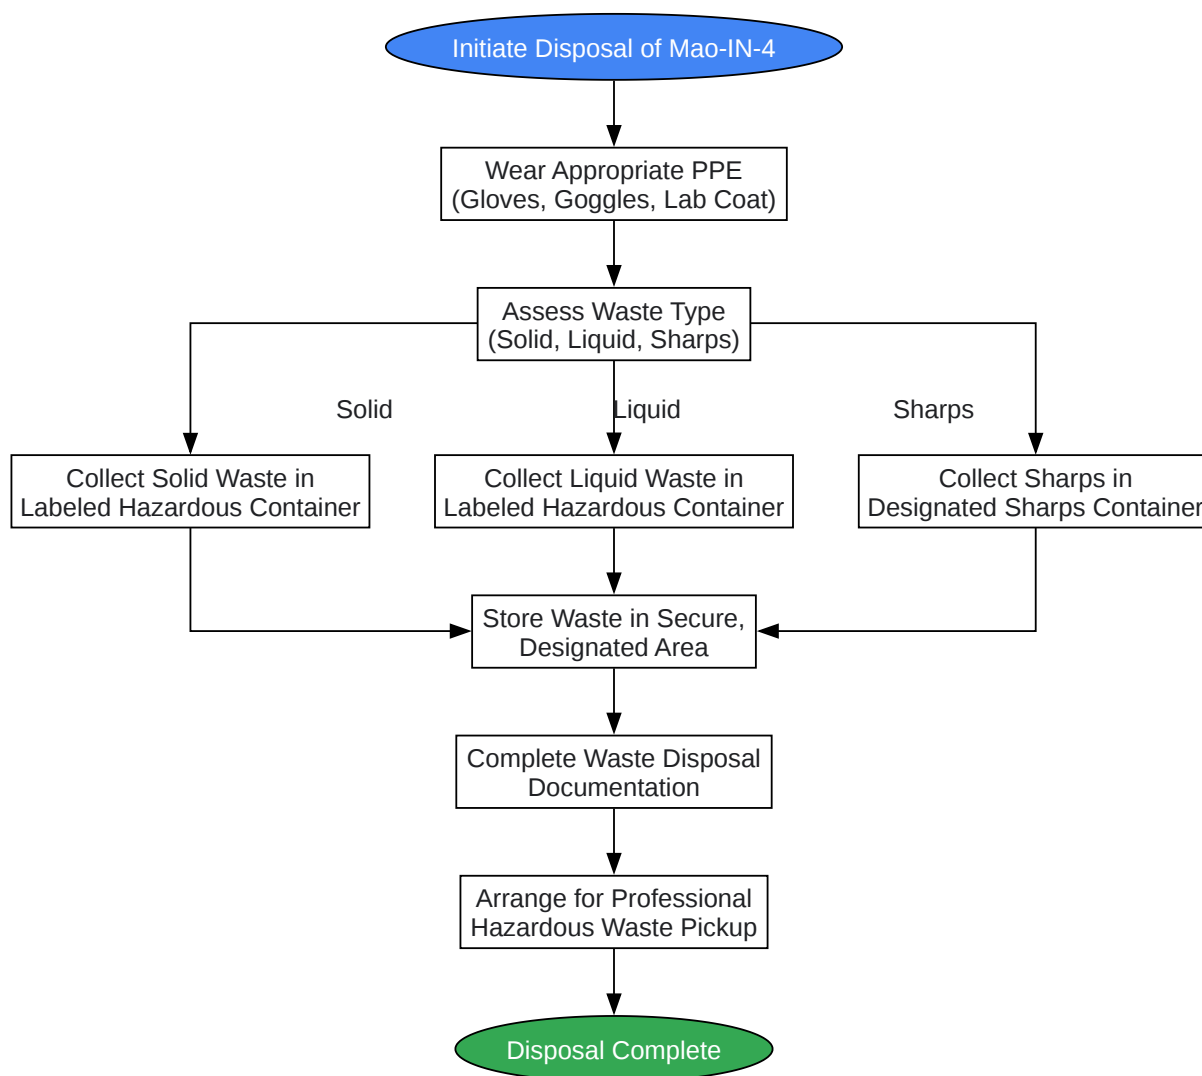 Initiate Disposal of Mao-IN-4
Wear Appropriate PPE
(Gloves, Goggles, Lab Coat)
Assess Waste Type
(Solid, Liquid, Sharps)
Solid
Liquid
Sharps
Collect Solid Waste in
Labeled Hazardous Container
Collect Liquid Waste in
Labeled Hazardous Container
Collect Sharps in
Designated Sharps Container
Store Waste in Secure,
Designated Area
Complete Waste Disposal
Documentation
Arrange for Professional
Hazardous Waste Pickup
Disposal Complete